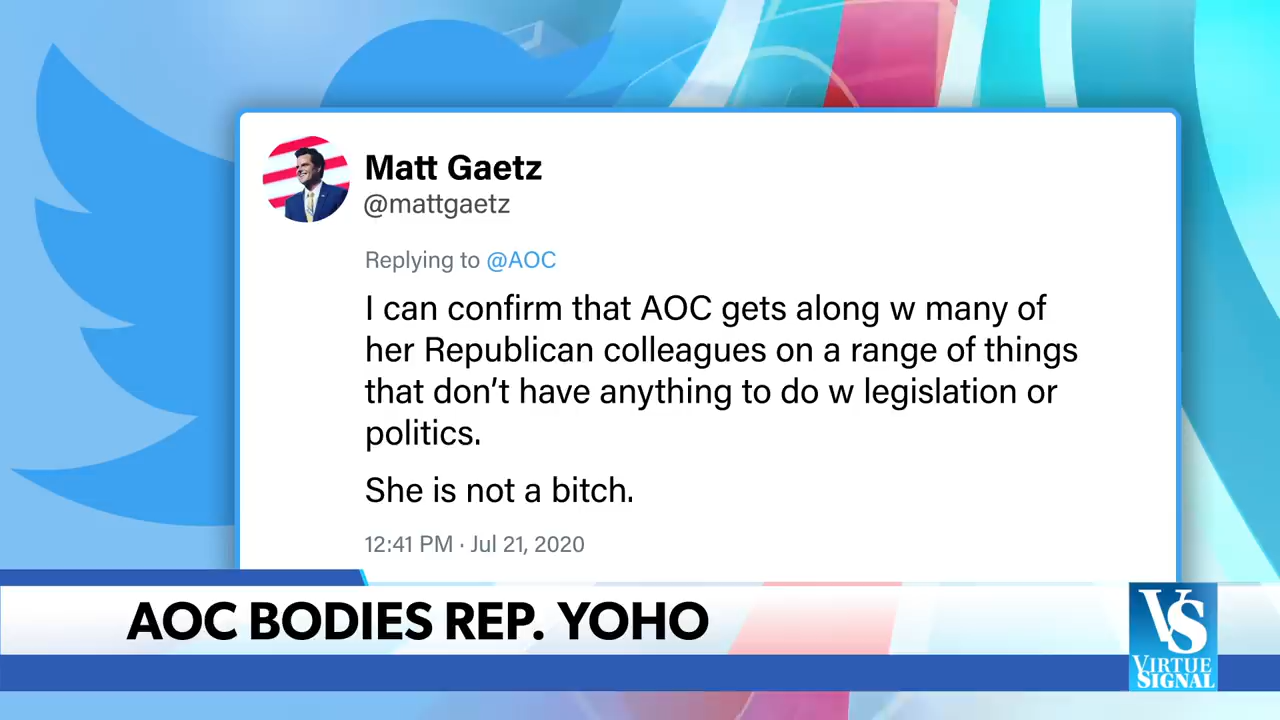 Matt Gaetz
@mattgaetz
Replying to @AOC
I can confirm that AOC gets along w many of
her Republican colleagues on a range of things
that don’t have anything to do w legislation or
politics.
She is not a bitch.
12:41 PM · Jul 21, 2020
AOC BODIES REP. YOHO
VS
VIRTUE
SIGNAL